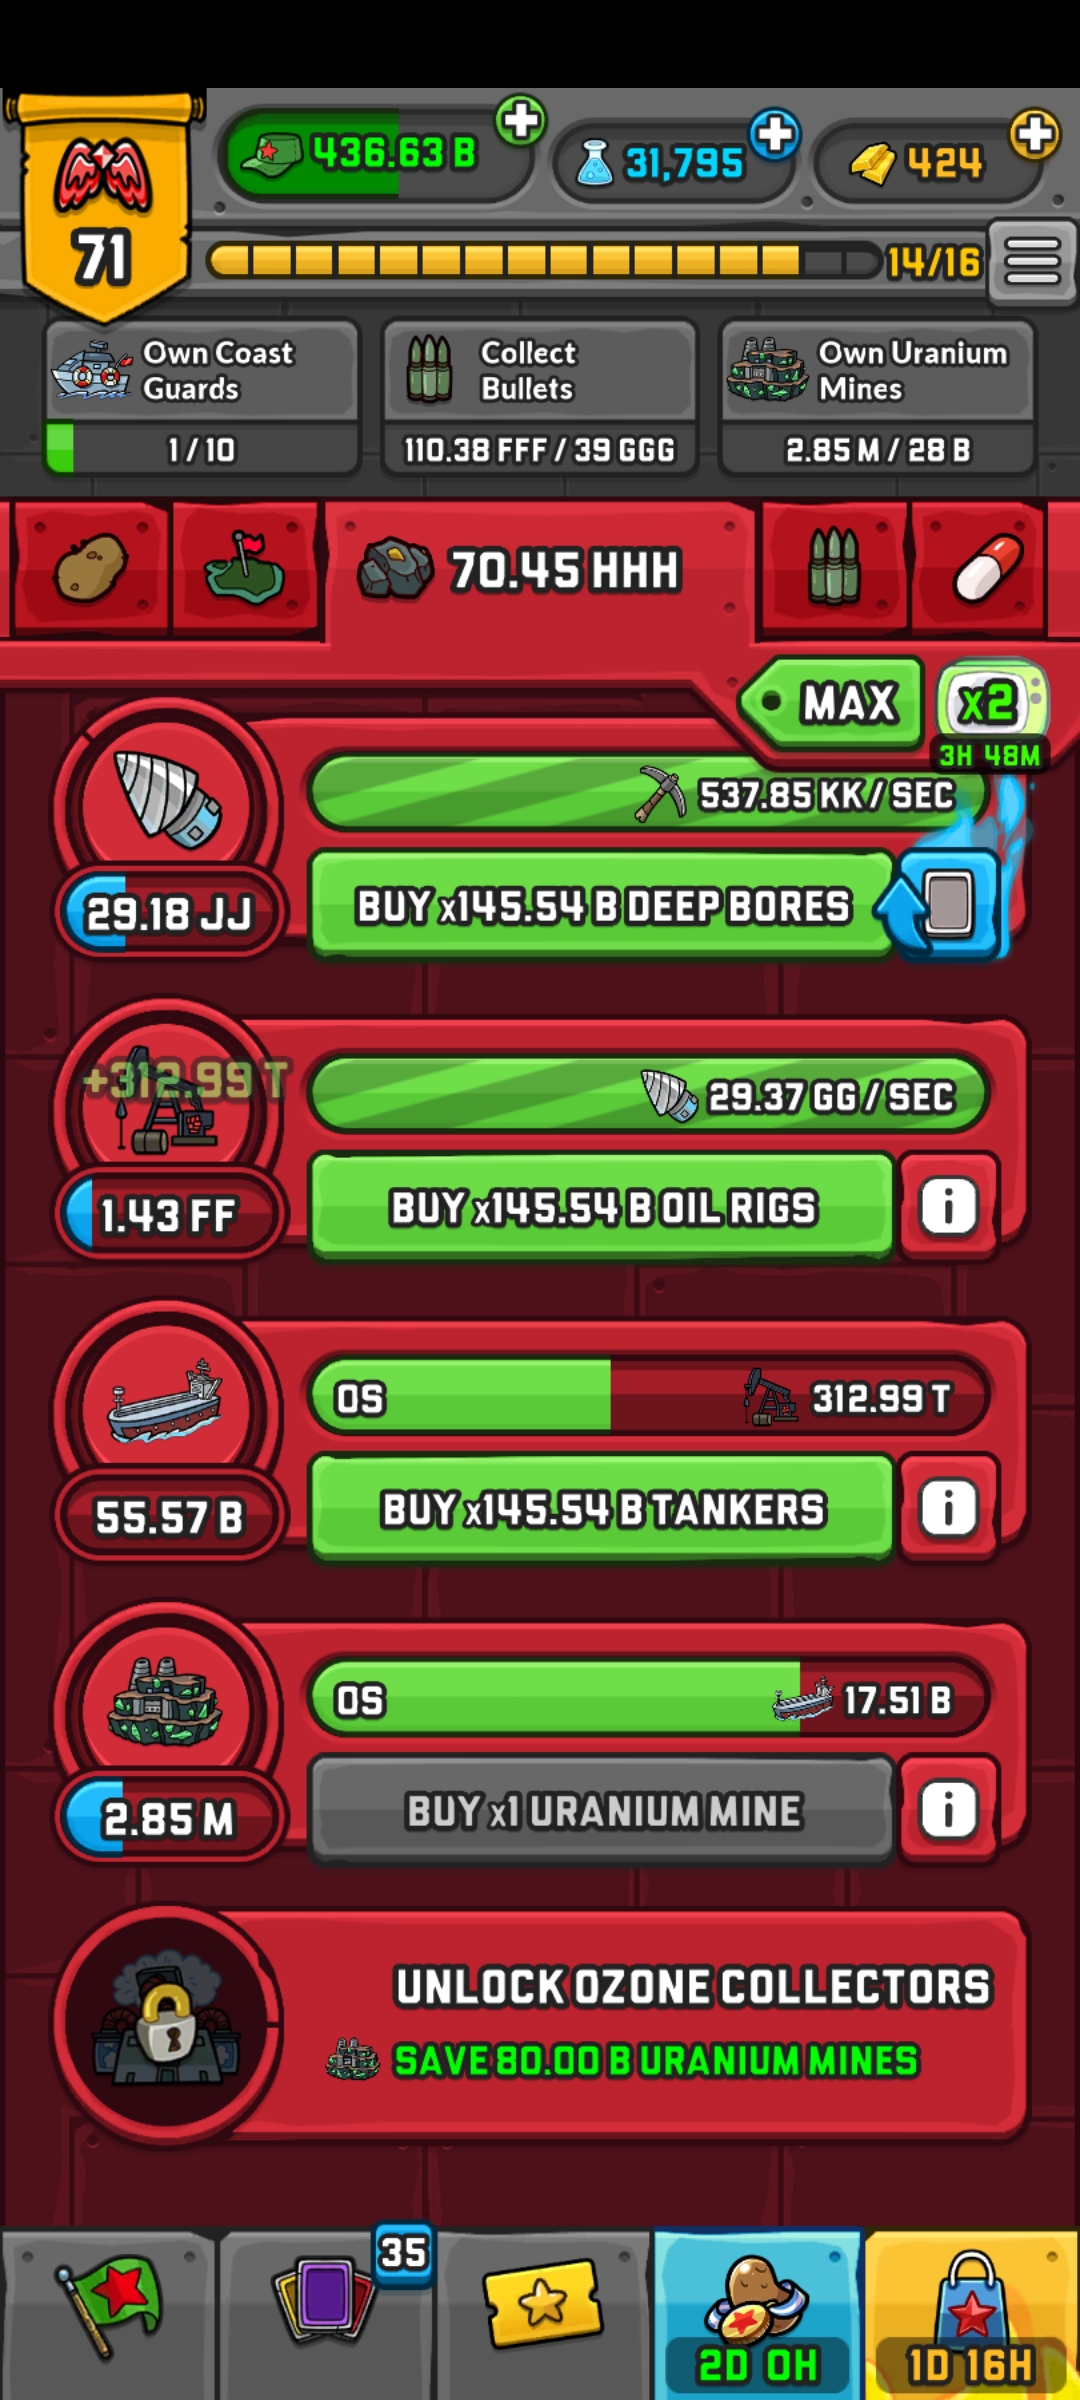 71
436.63 B
31,795
424
14/16
Own Coast
Guards
1 / 10
Collect
Bullets
110.38 FFF / 39 GGG
Own Uranium
Mines
2.85 M / 28 B
70.45 HHH
MAX
x2
3H 48M
537.85 KK / SEC
29.18 JJ
BUY x145.54 B DEEP BORES
+312.99 T
29.37 GG / SEC
1.43 FF
BUY x145.54 B OIL RIGS
i
0S
312.99 T
55.57 B
BUY x145.54 B TANKERS
i
0S
17.51 B
2.85 M
BUY x1 URANIUM MINE
i
UNLOCK OZONE COLLECTORS
SAVE 80.00 B URANIUM MINES
35
2D 0H
1D 16H